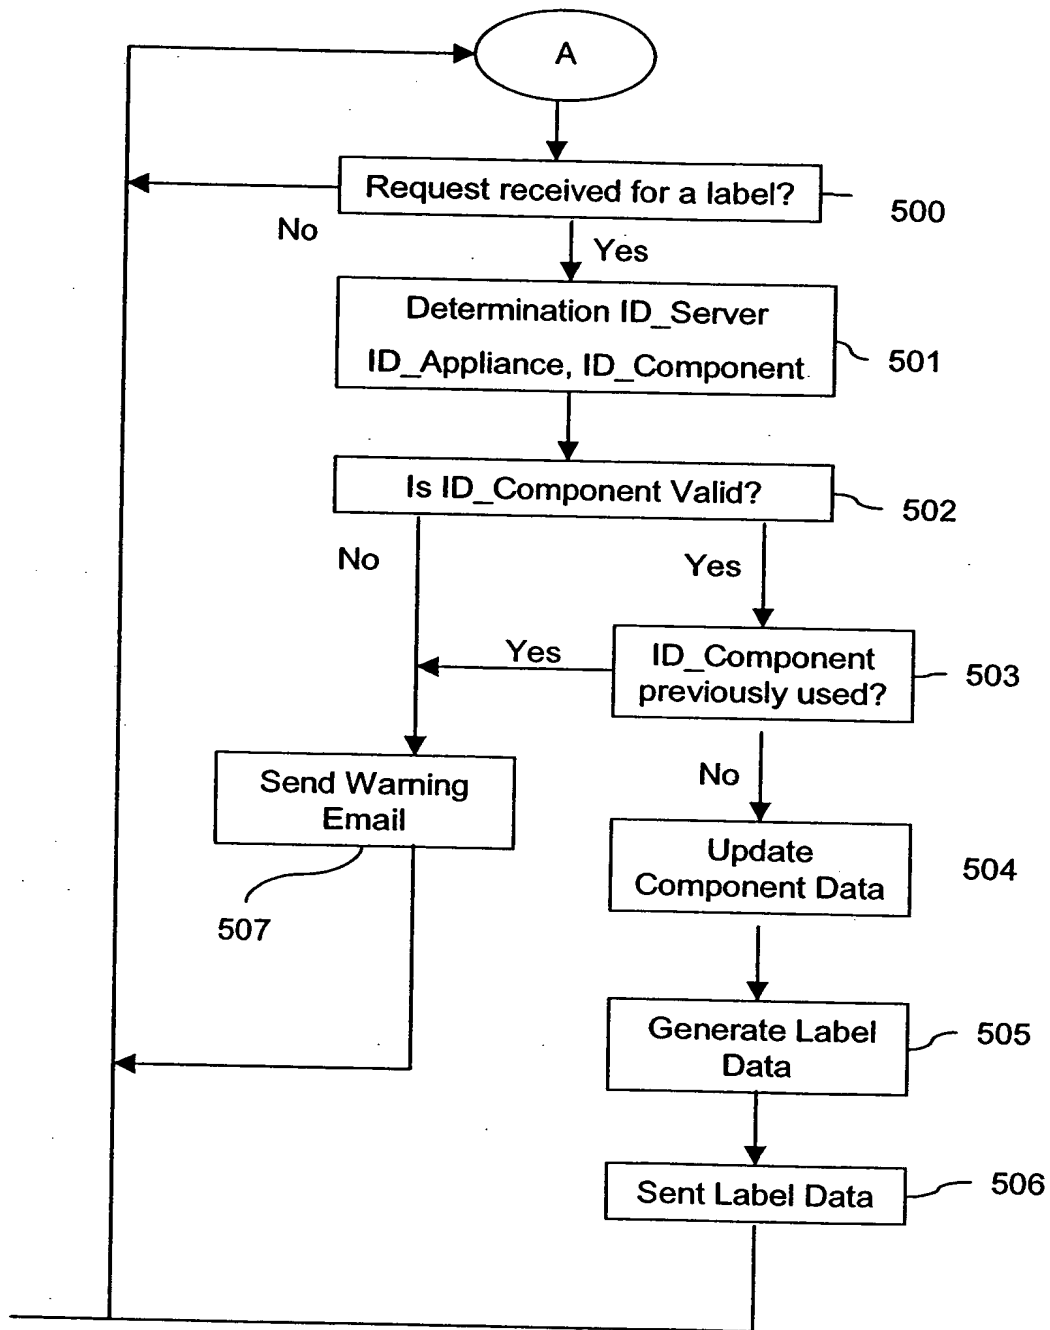 A
Request received for a label?
500
No
Yes
Determination ID_Server
ID_Appliance, ID_Component
501
Is ID_Component Valid?
502
No
Yes
Yes
ID_Component
previously used?
503
No
Send Warning
Email
Update
Component Data
504
507
Generate Label
Data
505
Sent Label Data
506